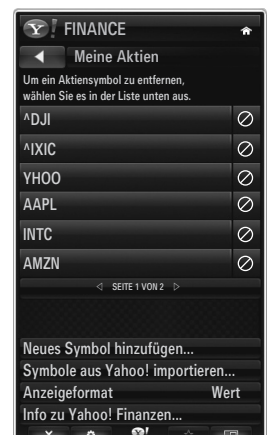 Y! FINANCE
Meine Aktien
Um ein Aktiensymbol zu entfernen,
wählen Sie es in der Liste unten aus.
^DJI
^IXIC
YHOO
AAPL
INTC
AMZN
SEITE 1 VON 2
Neues Symbol hinzufügen...
Symbole aus Yahoo! importieren...
Anzeigeformat Wert
Info zu Yahoo! Finanzen...
Y!